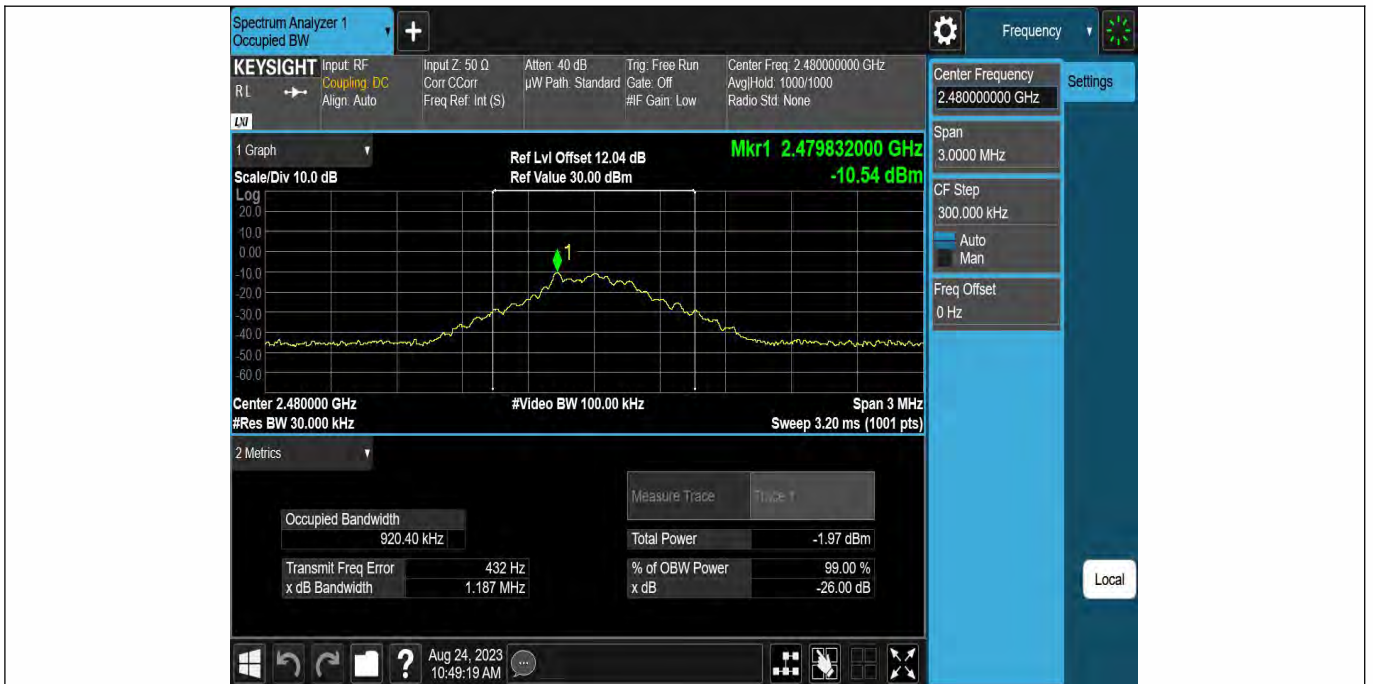 Spectrum Analyzer 1
Occupied BW
+
Frequency
KEYSIGHT
RL
LXI
Input: RF
Coupling: DC
Align: Auto
Input Z: 50 Ω
Corr CCorr
Freq Ref: Int (S)
Atten: 40 dB
µW Path: Standard
Trig: Free Run
Gate: Off
#IF Gain: Low
Center Freq: 2.480000000 GHz
Avg|Hold: 1000/1000
Radio Std: None
Center Frequency
2.480000000 GHz
Settings
Span
3.0000 MHz
CF Step
300.000 kHz
Auto
Man
Freq Offset
0 Hz
1 Graph
Scale/Div 10.0 dB
Ref Lvl Offset 12.04 dB
Ref Value 30.00 dBm
Mkr1 2.479832000 GHz
-10.54 dBm
Log
20.0
10.0
0.00
-10.0
-20.0
-30.0
-40.0
-50.0
-60.0
1
Center 2.480000 GHz
#Video BW 100.00 kHz
Span 3 MHz
#Res BW 30.000 kHz
Sweep 3.20 ms (1001 pts)
2 Metrics
Measure Trace
Trace 1
Occupied Bandwidth
920.40 kHz
Total Power
-1.97 dBm
Transmit Freq Error
432 Hz
% of OBW Power
99.00 %
x dB Bandwidth
1.187 MHz
x dB
-26.00 dB
Local
?
Aug 24, 2023
10:49:19 AM